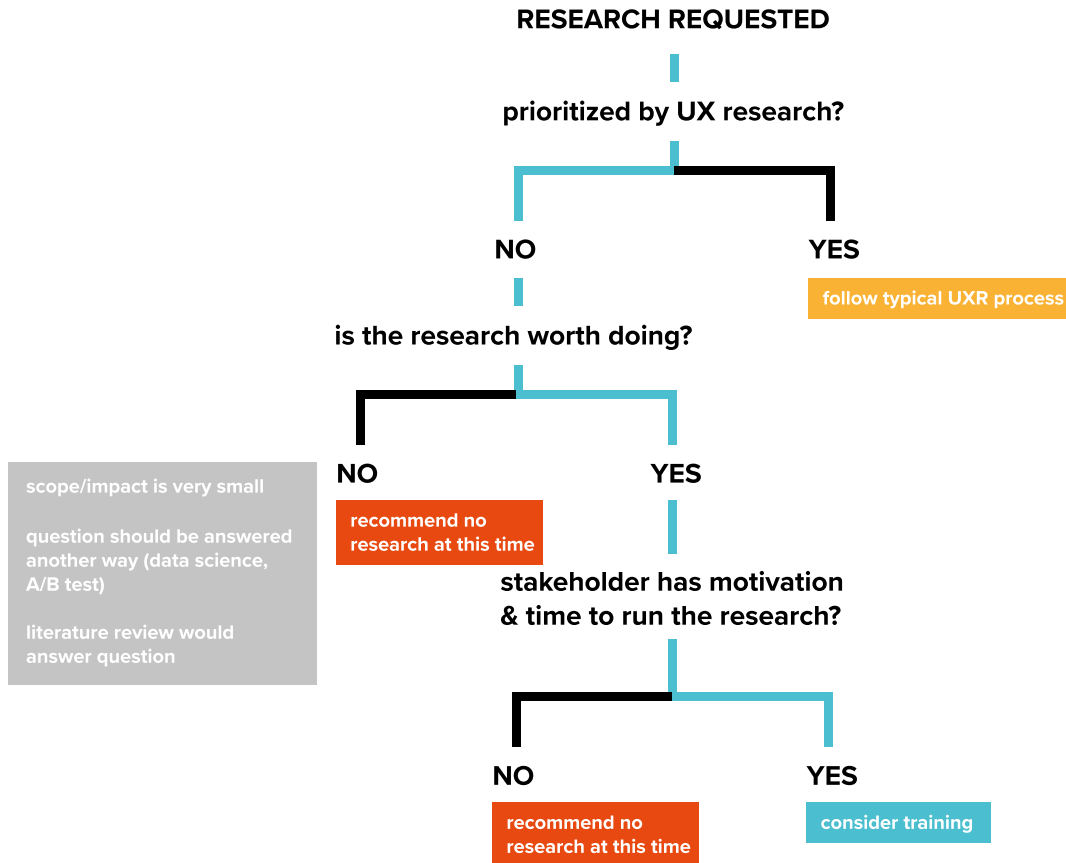 RESEARCH REQUESTED
prioritized by UX research?
NO
YES
follow typical UXR process
is the research worth doing?
NO
YES
recommend no
research at this time
scope/impact is very small
question should be answered
another way (data science,
A/B test)
literature review would
answer question
stakeholder has motivation
& time to run the research?
NO
YES
recommend no
research at this time
consider training